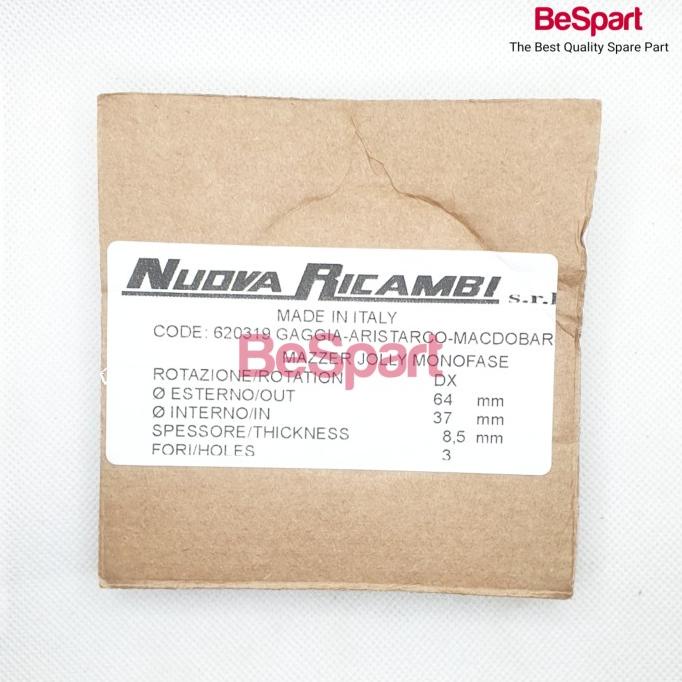 BeSpart
The Best Quality Spare Part
NUOVA RICAMBI s.r.l
MADE IN ITALY
CODE: 620319 GAGGIA-ARISTARCO-MACDOBAR
MAZZER JOLLY MONOFASE
BeSpart
ROTAZIONE/ROTATION DX
Ø ESTERNO/OUT 64 mm
Ø INTERNO/IN 37 mm
SPESSORE/THICKNESS 8,5 mm
FORI/HOLES 3